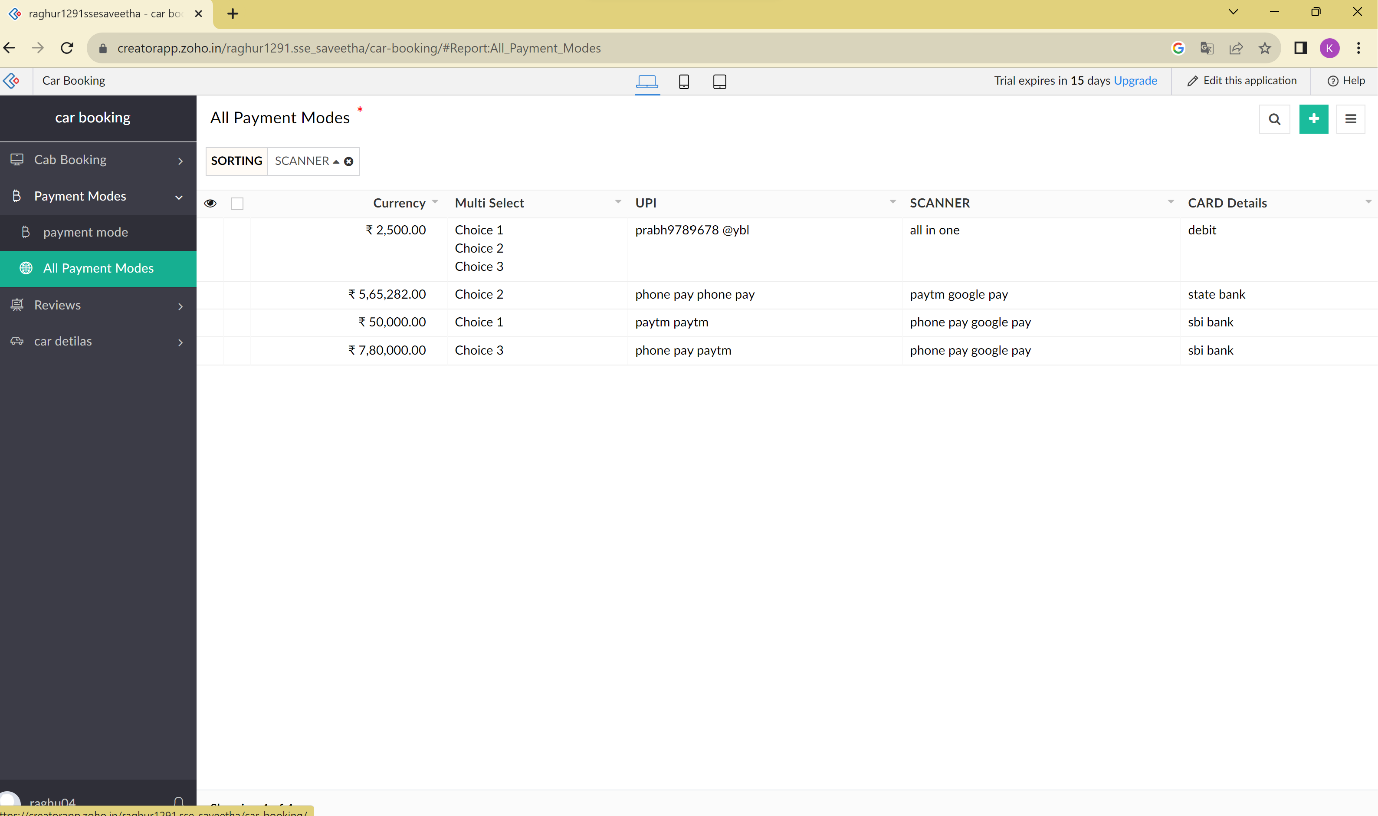 raghur1291ssesaveetha - car bo
creatorapp.zoho.in/raghur1291.sse_saveetha/car-booking/#Report:All_Payment_Modes
K
Car Booking
Trial expires in 15 days Upgrade
Edit this application
Help
car booking
Cab Booking
Payment Modes
payment mode
All Payment Modes
Reviews
car detilas
All Payment Modes *
SORTING SCANNER
Currency Multi Select UPI SCANNER CARD Details
₹ 2,500.00 Choice 1 prabh9789678 @ybl all in one debit
Choice 2
Choice 3
₹ 5,65,282.00 Choice 2 phone pay phone pay paytm google pay state bank
₹ 50,000.00 Choice 1 paytm paytm phone pay google pay sbi bank
₹ 7,80,000.00 Choice 3 phone pay paytm phone pay google pay sbi bank
raghu04